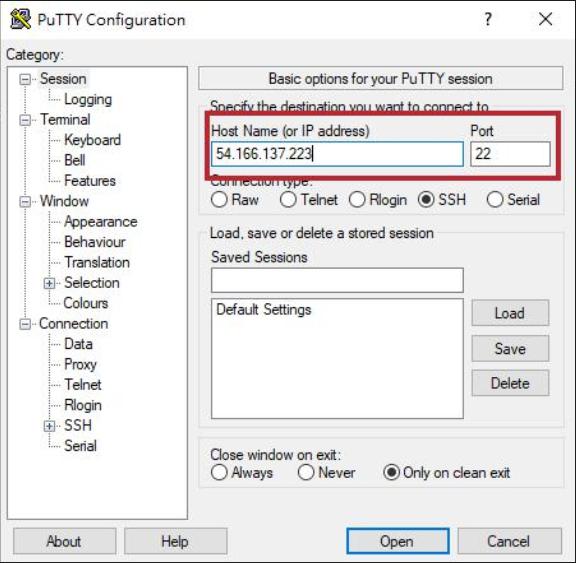 PuTTY Configuration
Category:
Session
Logging
Terminal
Keyboard
Bell
Features
Window
Appearance
Behaviour
Translation
Selection
Colours
Connection
Data
Proxy
Telnet
Rlogin
SSH
Serial
Basic options for your PuTTY session
Specify the destination you want to connect to
Host Name (or IP address) Port
54.166.137.223 22
Connection type:
Raw Telnet Rlogin SSH Serial
Load, save or delete a stored session
Saved Sessions
Default Settings
Load
Save
Delete
Close window on exit:
Always Never Only on clean exit
About Help Open Cancel